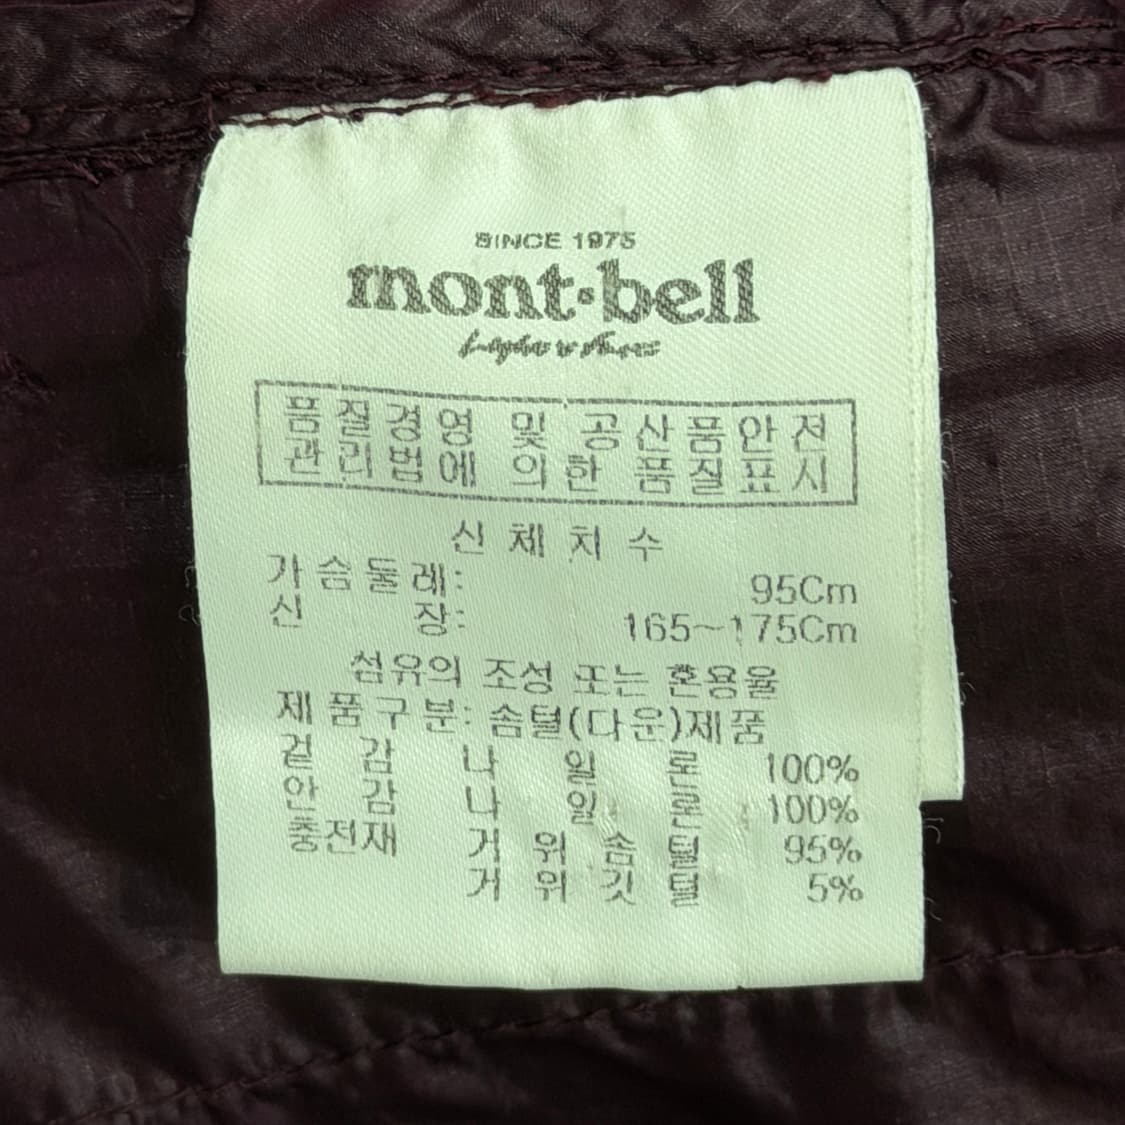 SINCE 1975
mont·bell
품질경영 및 공산품안전
관리법에 의한 품질표시
신체치수
가슴둘레: 95Cm
신 장: 165~175Cm
섬유의 조성 또는 혼용율
제품구분: 솜털(다운)제품
겉 감 나 일 론 100%
안 감 나 일 론 100%
충전재 거 위 솜 털 95%
거 위 깃 털 5%